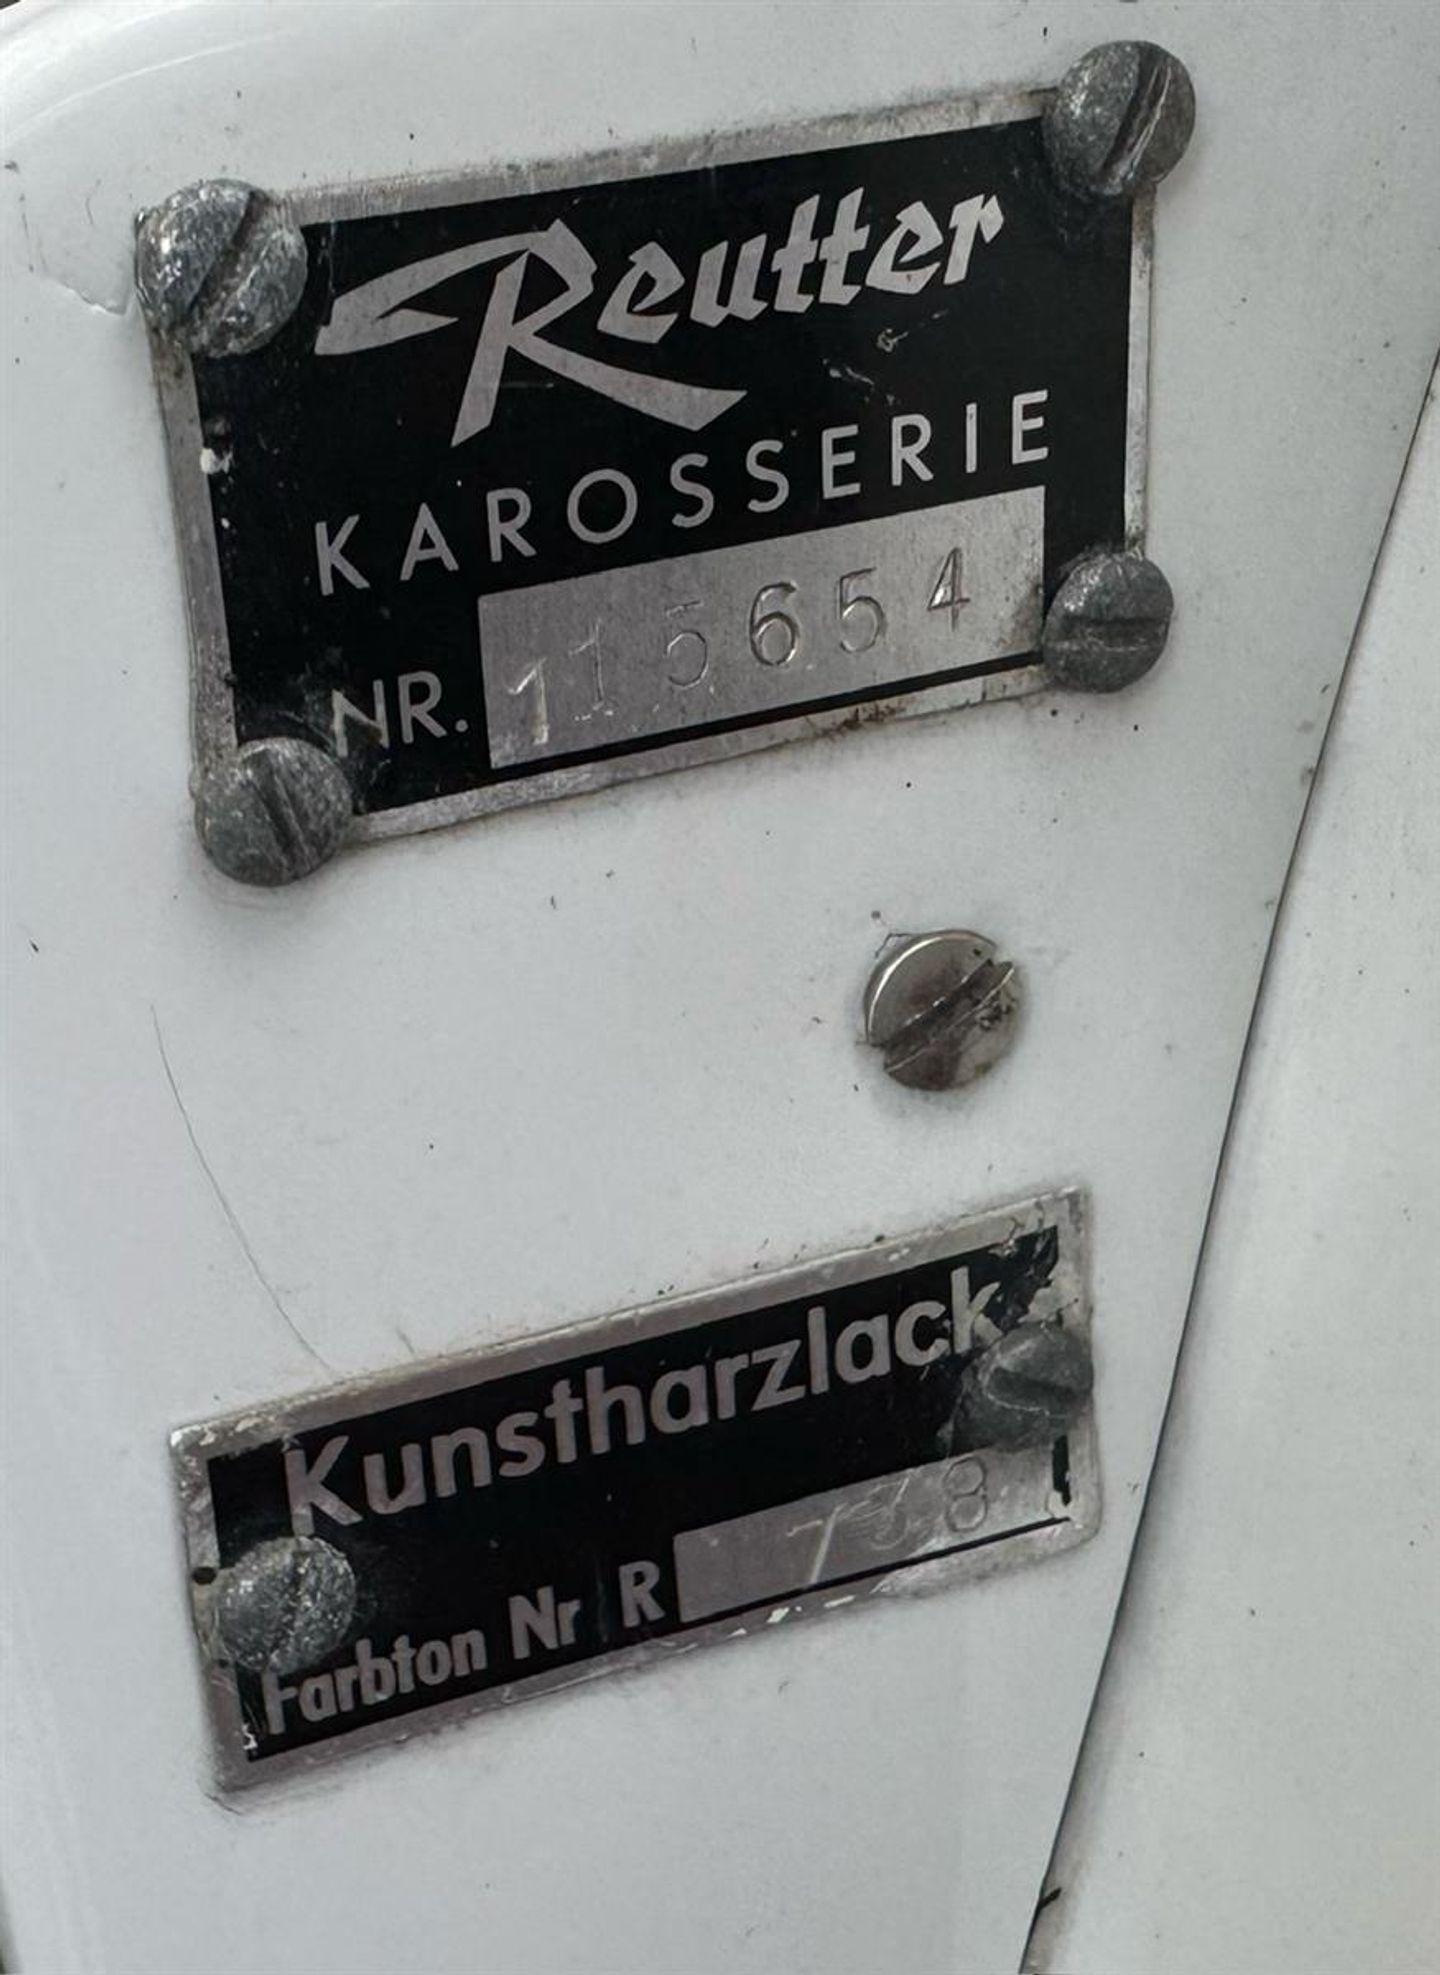 Reutter
KAROSSERIE
NR. 115654
Kunstharzlack
Farbton Nr R 738